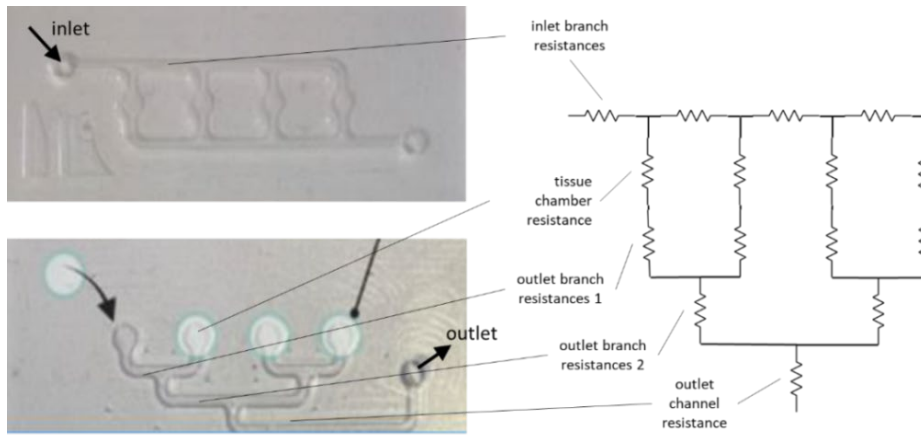 inlet
inlet branch
resistances
tissue
chamber
resistance
outlet branch
resistances 1
outlet
outlet branch
resistances 2
outlet
channel
resistance